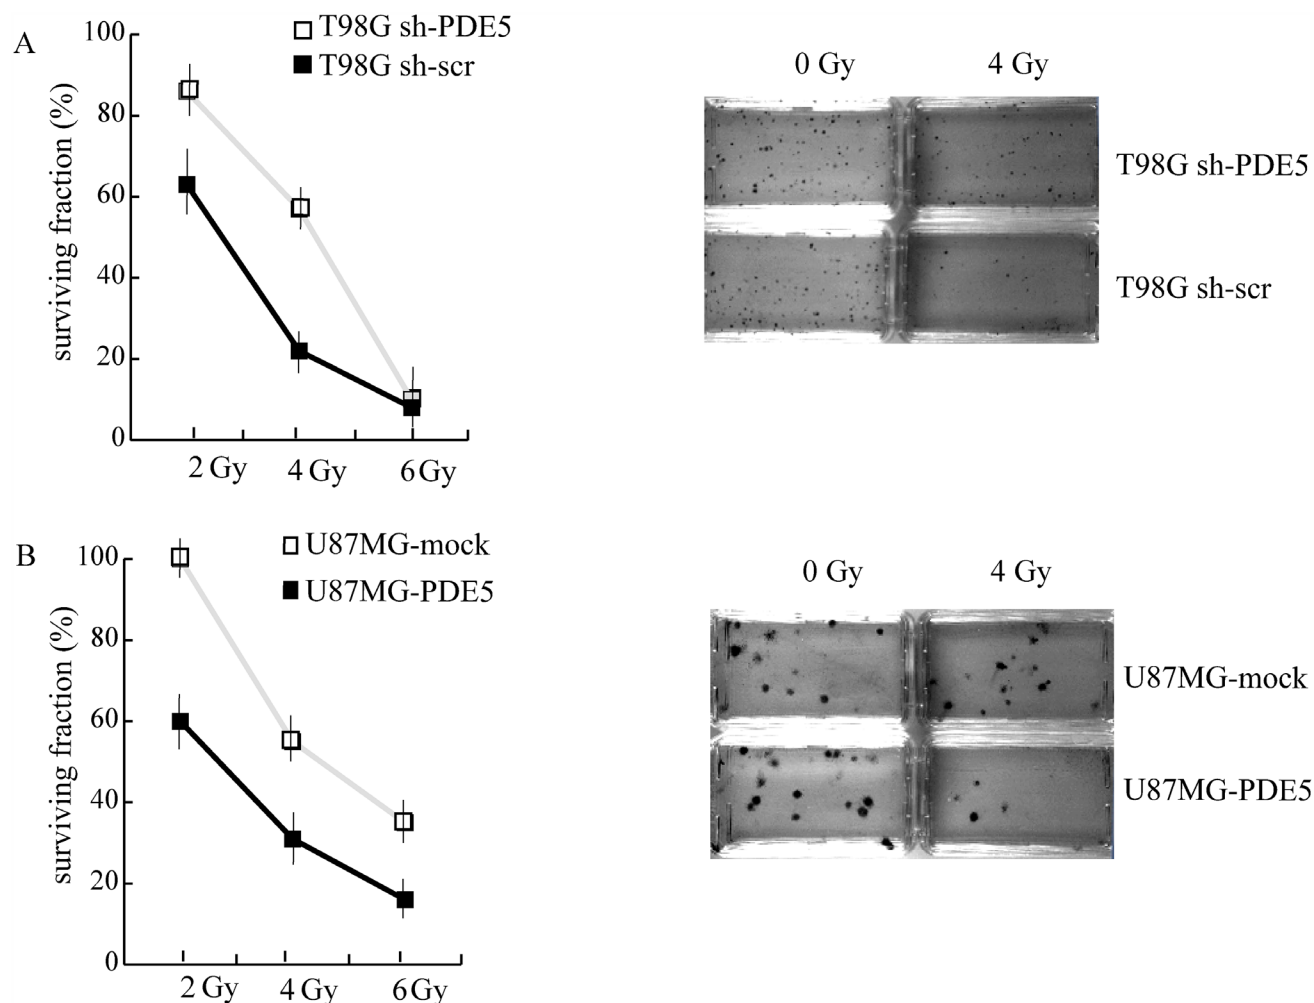 A
100
80
60
40
20
0
surviving fraction (%)
T98G sh-PDE5
T98G sh-scr
2 Gy 4 Gy 6 Gy
0 Gy 4 Gy
T98G sh-PDE5
T98G sh-scr
B
100
80
60
40
20
0
surviving fraction (%)
U87MG-mock
U87MG-PDE5
2 Gy 4 Gy 6 Gy
0 Gy 4 Gy
U87MG-mock
U87MG-PDE5